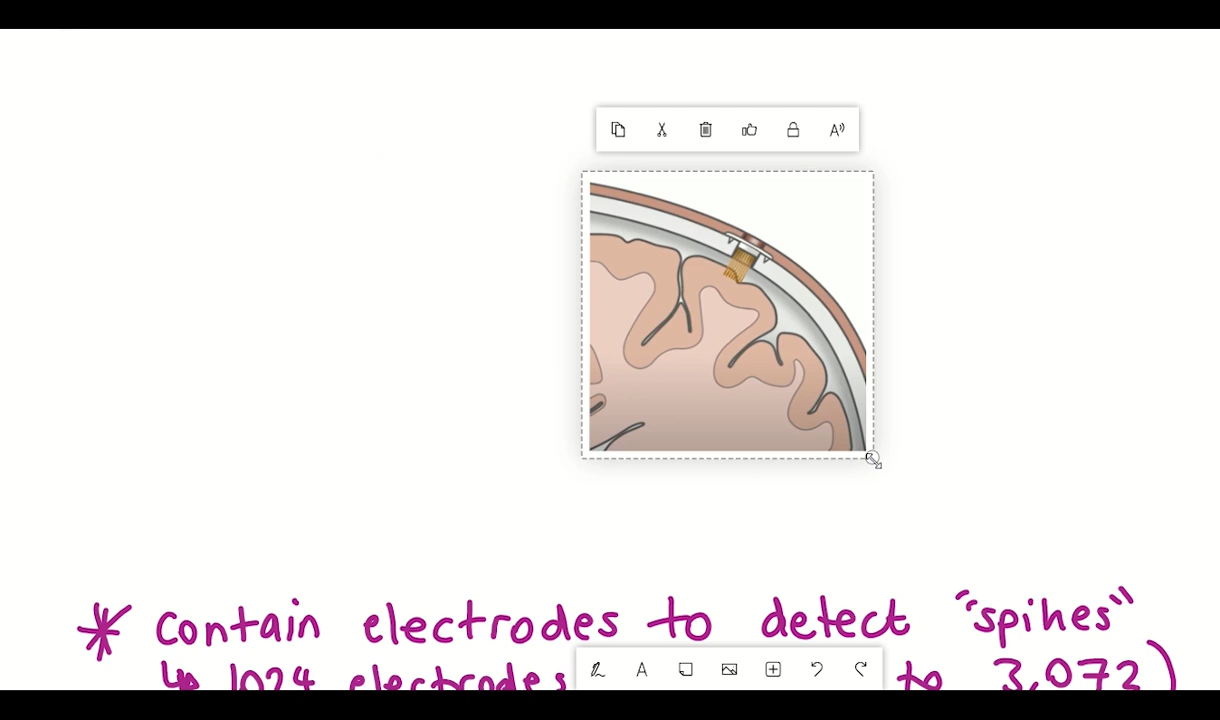 * Contain electrodes to detect "spikes"
↳ 1024 electrodes to 3,072)